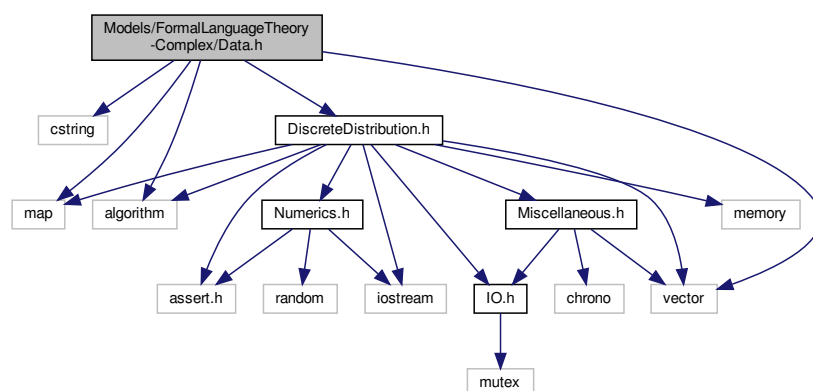 Models/FormalLanguageTheory
-Complex/Data.h
cstring
DiscreteDistribution.h
map
algorithm
Numerics.h
Miscellaneous.h
memory
assert.h
random
iostream
IO.h
chrono
vector
mutex